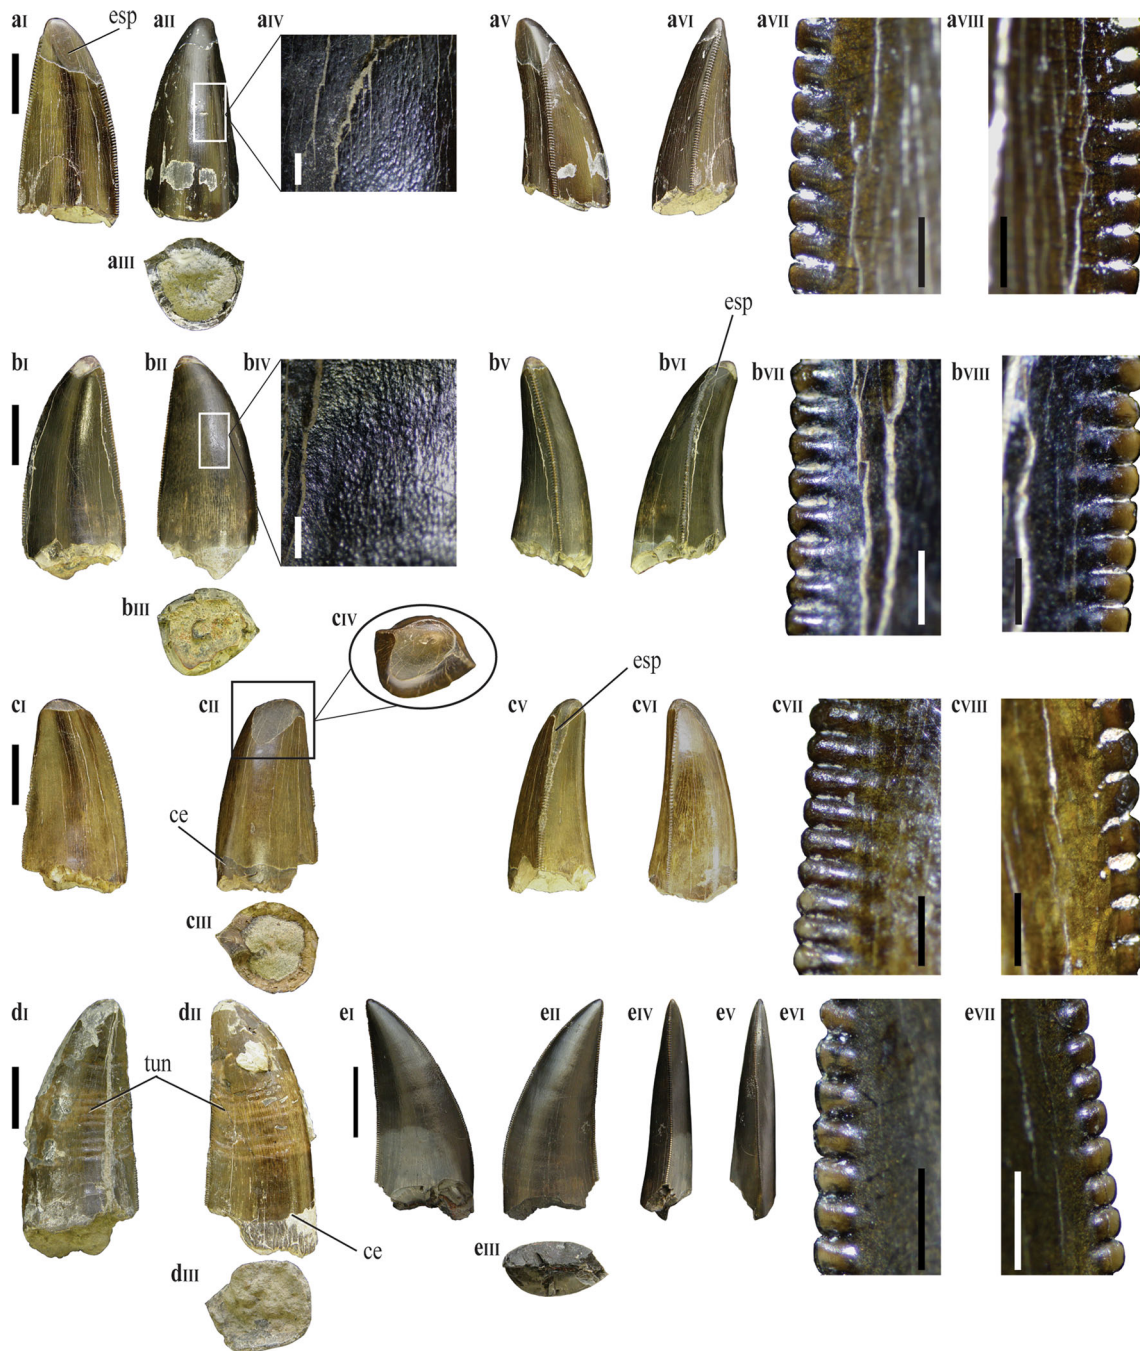 aI esp aII aIV aV aVI aVII aVIII
aIII
esp
bI bII bIV bV bVI bVII bVIII
bIII
cIV
esp
cI cII cV cVI cVII cVIII
ce
cIII
dI dII eI eII eIV eV eVI eVII
tun
ce
eIII
dIII